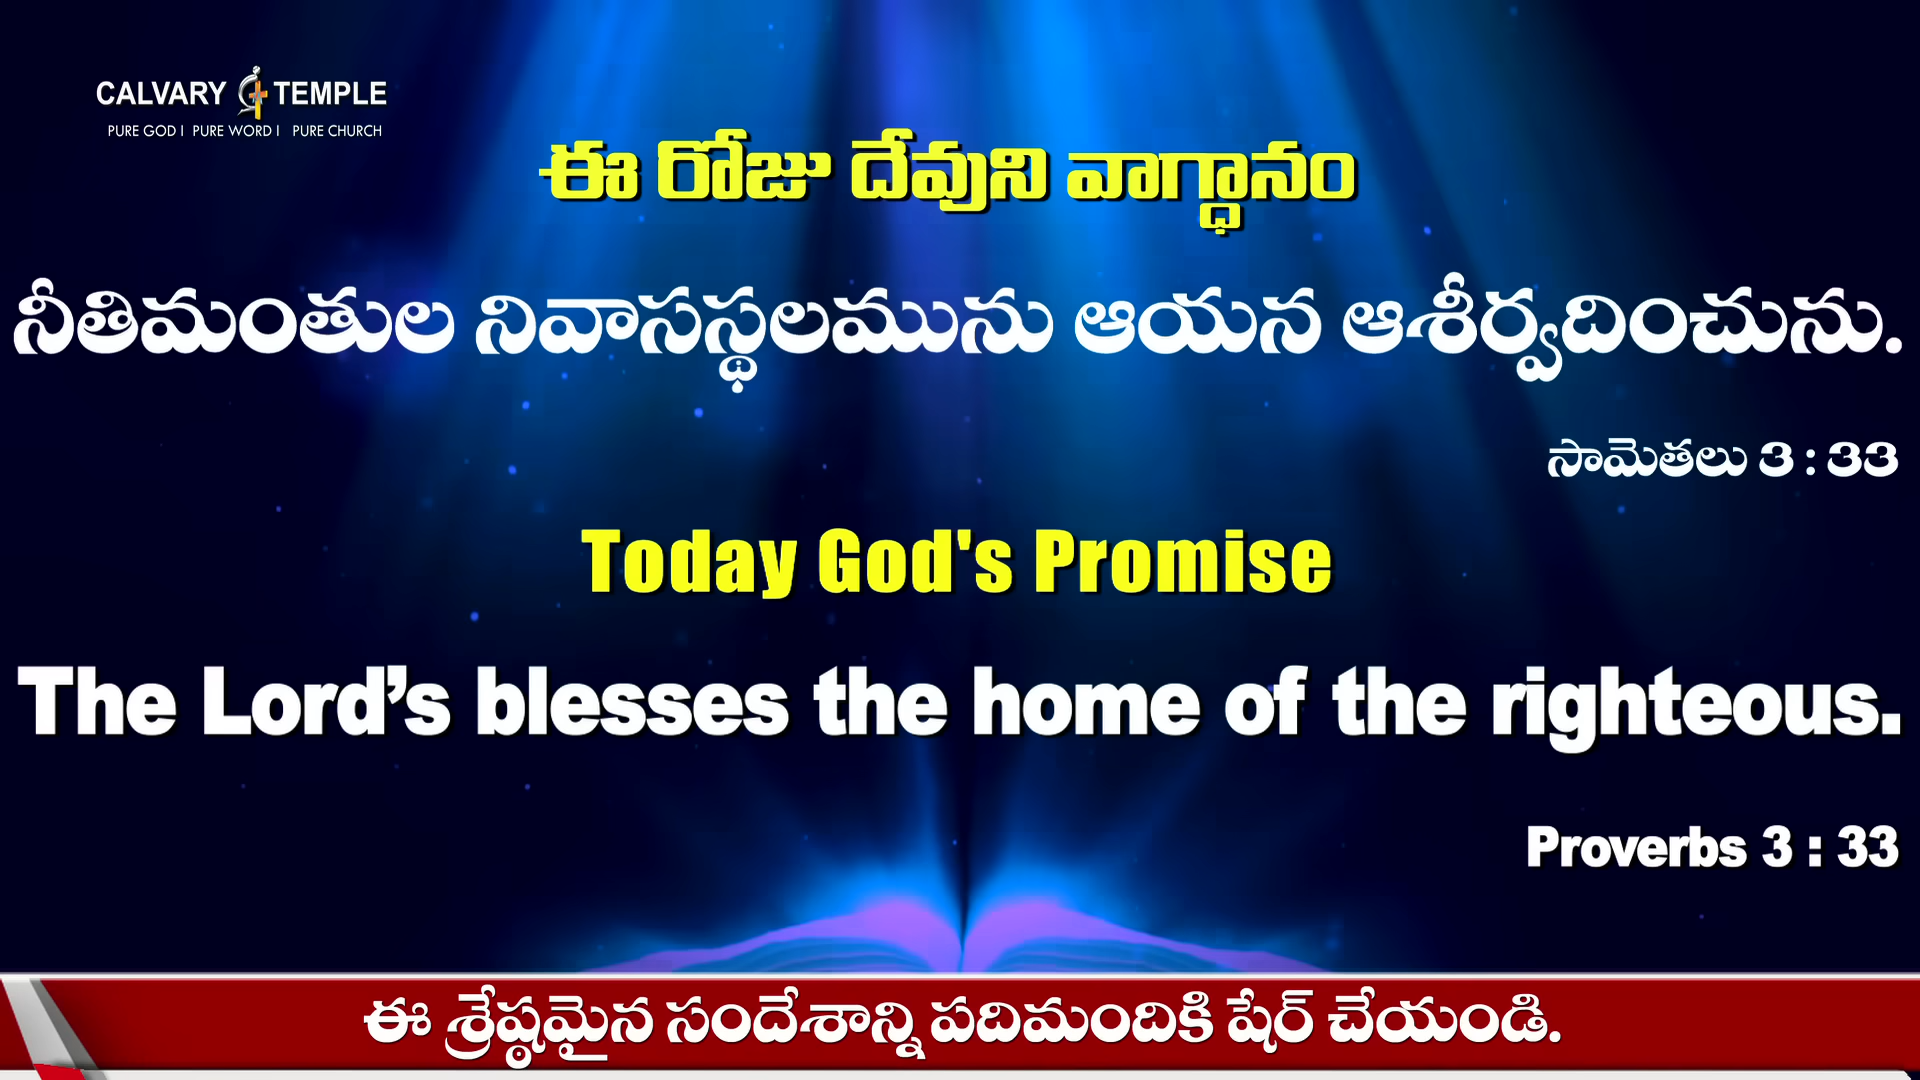 CALVARY TEMPLE
PURE GOD I PURE WORD I PURE CHURCH
ఈ రోజు దేవుని వాగ్ధానం
నీతిమంతుల నివాసస్థలమును ఆయన ఆశీర్వదించును.
సామెతలు 3 : 33
Today God's Promise
The Lord’s blesses the home of the righteous.
Proverbs 3 : 33
ఈ శ్రేష్ఠమైన సందేశాన్ని పదిమందికి షేర్ చేయండి.